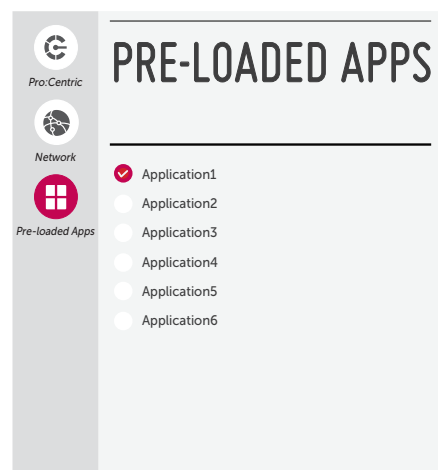 Pro:Centric
Network
Pre-loaded Apps
PRE-LOADED APPS
Application1
Application2
Application3
Application4
Application5
Application6